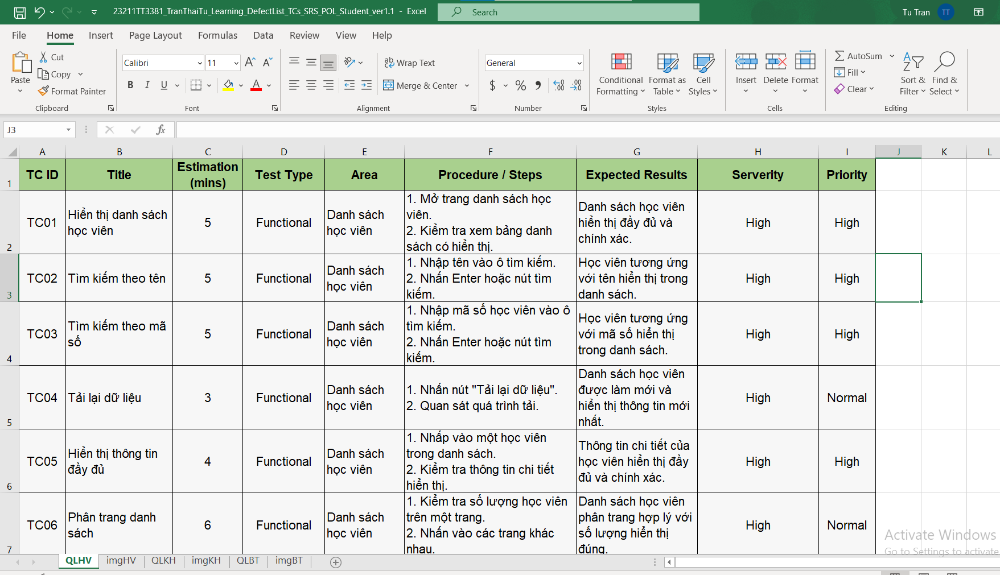 23211TT3381_TranThaiTu_Learning_DefectList_TCs_SRS_POL_Student_ver1.1 - Excel
Search
Tu Tran
TT
File
Home
Insert
Page Layout
Formulas
Data
Review
View
Help
Paste
Cut
Copy
Format Painter
Clipboard
Calibri
11
B I U
Font
Wrap Text
Merge & Center
Alignment
General
$ % 9
Number
Conditional Formatting
Format as Table
Cell Styles
Styles
Insert
Delete
Format
Cells
AutoSum
Fill
Clear
Sort & Filter
Find & Select
Editing
J3
fx
A B C D E F G H I J K L
1
TC ID
Title
Estimation
(mins)
Test Type
Area
Procedure / Steps
Expected Results
Serverity
Priority
2
TC01
Hiển thị danh sách
học viên
5
Functional
Danh sách
học viên
1. Mở trang danh sách học
viên.
2. Kiểm tra xem bảng danh
sách có hiển thị.
Danh sách học viên
hiển thị đầy đủ và
chính xác.
High
High
3
TC02
Tìm kiếm theo tên
5
Functional
Danh sách
học viên
1. Nhập tên vào ô tìm kiếm.
2. Nhấn Enter hoặc nút tìm
kiếm.
Học viên tương ứng
với tên hiển thị trong
danh sách.
High
High
4
TC03
Tìm kiếm theo mã
số
5
Functional
Danh sách
học viên
1. Nhập mã số học viên vào ô
tìm kiếm.
2. Nhấn Enter hoặc nút tìm
kiếm.
Học viên tương ứng
với mã số hiển thị
trong danh sách.
High
High
5
TC04
Tải lại dữ liệu
3
Functional
Danh sách
học viên
1. Nhấn nút "Tải lại dữ liệu".
2. Quan sát quá trình tải.
Danh sách học viên
được làm mới và
hiển thị thông tin mới
nhất.
High
Normal
6
TC05
Hiển thị thông tin
đầy đủ
4
Functional
Danh sách
học viên
1. Nhấp vào một học viên
trong danh sách.
2. Kiểm tra thông tin chi tiết
hiển thị.
Thông tin chi tiết của
học viên hiển thị đầy
đủ và chính xác.
High
High
7
TC06
Phân trang danh
sách
6
Functional
Danh sách
học viên
1. Kiểm tra số lượng học viên
trên một trang.
2. Nhấn vào các trang khác
nhau.
Danh sách học viên
phân trang hợp lý với
số lượng hiển thị
đúng.
High
Normal
Activate Windows
Go to Settings to activate
QLHV
imgHV
QLKH
imgKH
QLBT
imgBT